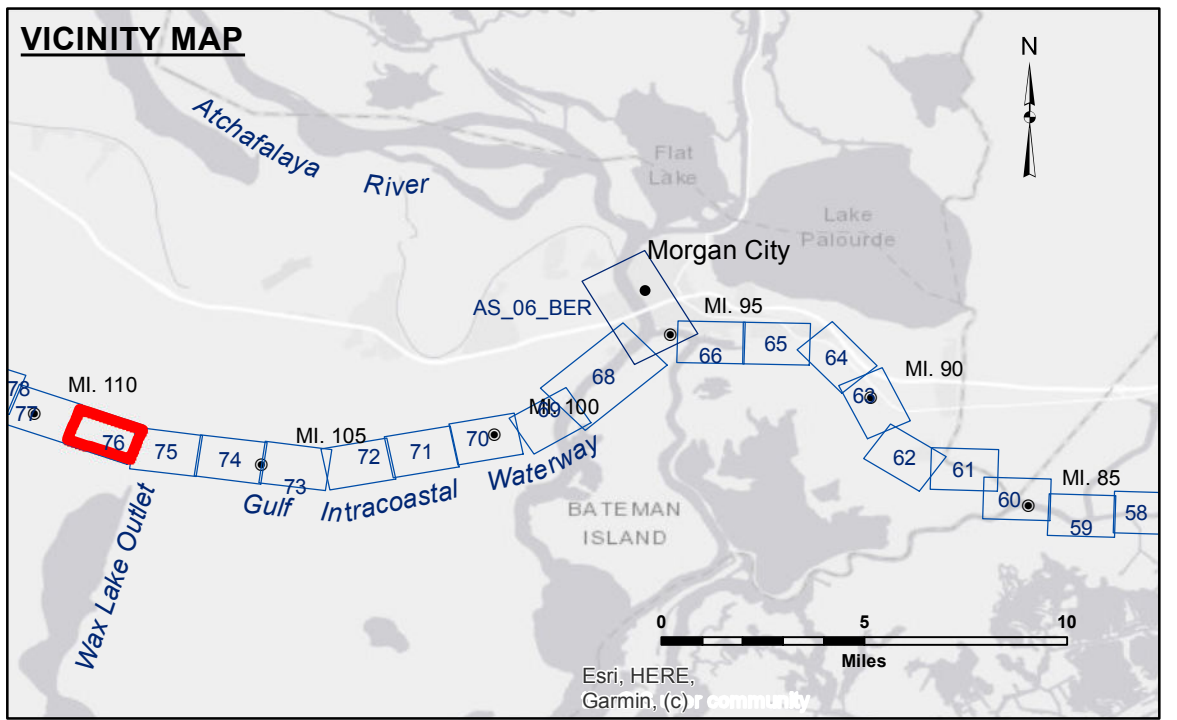 VICINITY MAP
N
Atchafalaya
River
Flat
Lake
Lake
Palourde
Morgan City
AS_06_BER
MI. 95
66
65
64
MI. 90
63
68
MI. 100
69
78
77
MI. 110
76
75
74
MI. 105
73
72
71
70
62
61
60
MI. 85
59
58
Gulf Intracoastal Waterway
Wax Lake Outlet
BATEMAN
ISLAND
0 5 10
Miles
Esri, HERE,
Garmin, (c) r community